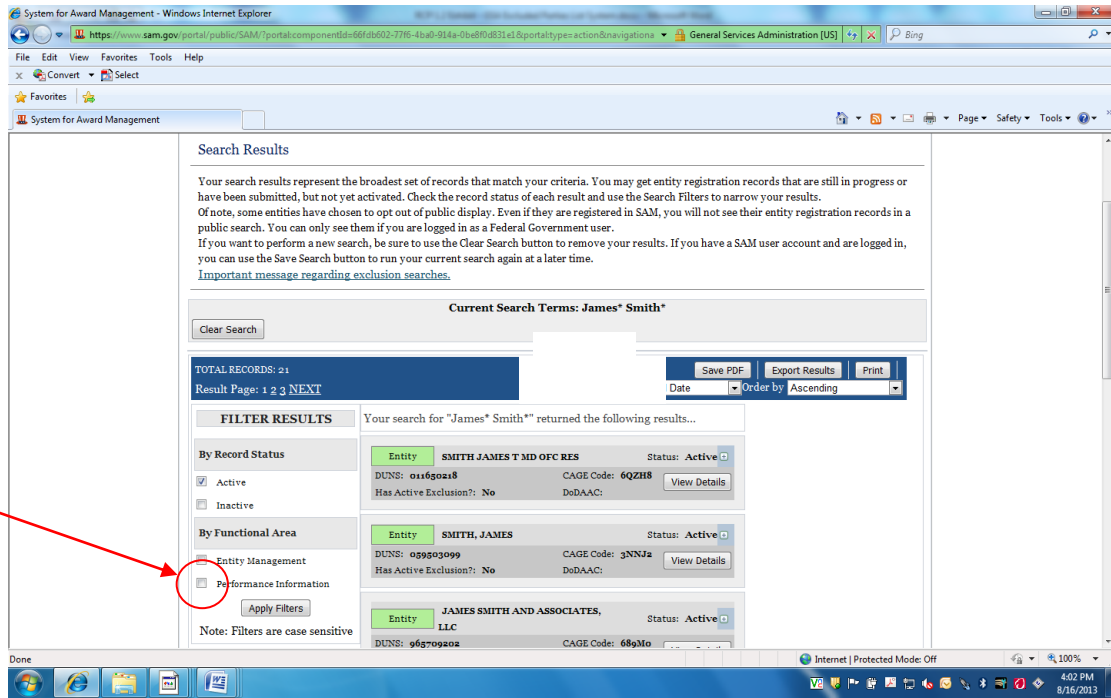 System for Award Management - Windows Internet Explorer
https://www.sam.gov/portal/public/SAM/?portal:componentId=66fdb602-77f6-4ba0-914a-0be8f0d831e1&portal:type=action&navigationa
General Services Administration [US]
Bing
File Edit View Favorites Tools Help
x Convert Select
Favorites
System for Award Management
Page Safety Tools
Search Results
Your search results represent the broadest set of records that match your criteria. You may get entity registration records that are still in progress or
have been submitted, but not yet activated. Check the record status of each result and use the Search Filters to narrow your results.
Of note, some entities have chosen to opt out of public display. Even if they are registered in SAM, you will not see their entity registration records in a
public search. You can only see them if you are logged in as a Federal Government user.
If you want to perform a new search, be sure to use the Clear Search button to remove your results. If you have a SAM user account and are logged in,
you can use the Save Search button to run your current search again at a later time.
Important message regarding exclusion searches.
Current Search Terms: James* Smith*
Clear Search
TOTAL RECORDS: 21
Save PDF Export Results Print
Result Page: 1 2 3 NEXT
Date Order by Ascending
FILTER RESULTS
Your search for "James* Smith*" returned the following results...
By Record Status
Active
Inactive
By Functional Area
Entity Management
Performance Information
Apply Filters
Note: Filters are case sensitive
Entity SMITH JAMES T MD OFC RES Status: Active
DUNS: 011650218 CAGE Code: 6QZH8 View Details
Has Active Exclusion?: No DoDAAC:
Entity SMITH, JAMES Status: Active
DUNS: 059503099 CAGE Code: 3NNJ2 View Details
Has Active Exclusion?: No DoDAAC:
Entity JAMES SMITH AND ASSOCIATES, LLC Status: Active
DUNS: 965709202 CAGE Code: 689M0
Done
Internet | Protected Mode: Off
100%
4:02 PM
8/16/2013